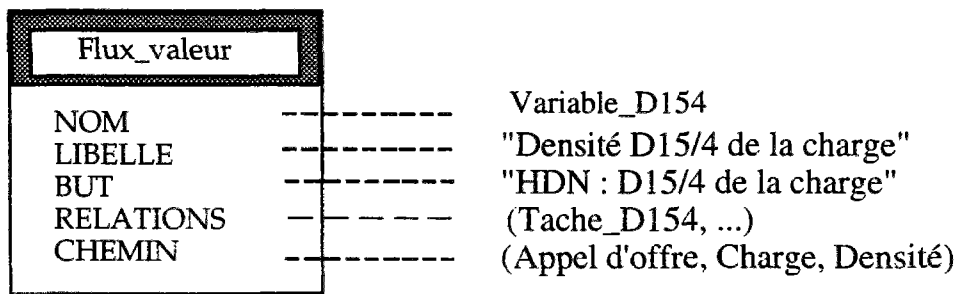 Flux_valeur
NOM Variable_D154
LIBELLE "Densité D15/4 de la charge"
BUT "HDN : D15/4 de la charge"
RELATIONS (Tache_D154, ...)
CHEMIN (Appel d'offre, Charge, Densité)